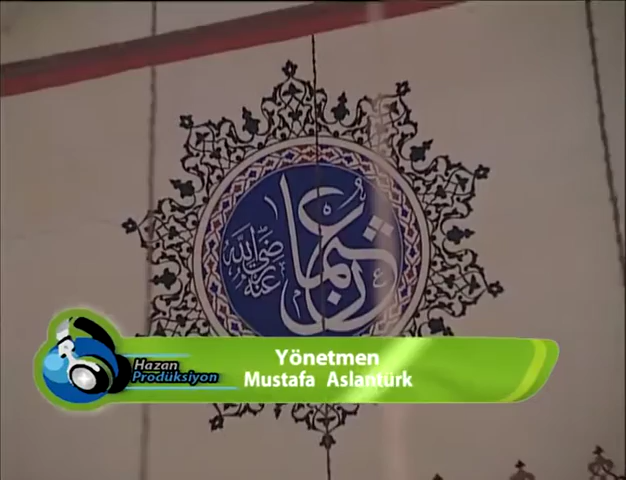 عثمان
رضي الله عنه
Hazan
Prodüksiyon
Yönetmen
Mustafa Aslantürk